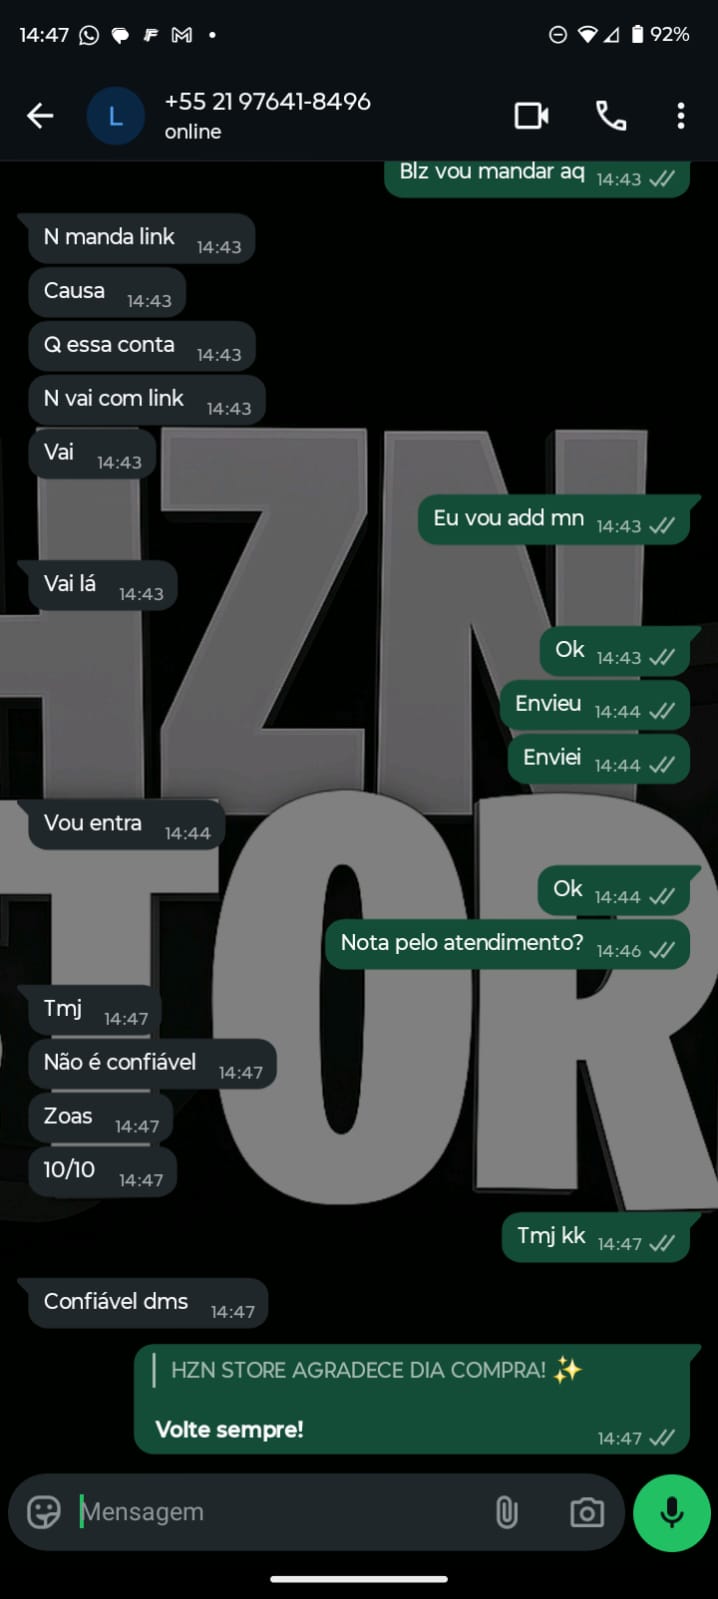 14:47
92%
L
+55 21 97641-8496
online
Blz vou mandar aq 14:43
N manda link 14:43
Causa 14:43
Q essa conta 14:43
N vai com link 14:43
Vai 14:43
Eu vou add mn 14:43
Vai lá 14:43
Ok 14:43
Envieu 14:44
Enviei 14:44
Vou entra 14:44
Ok 14:44
Nota pelo atendimento? 14:46
Tmj 14:47
Não é confiável 14:47
Zoas 14:47
10/10 14:47
Tmj kk 14:47
Confiável dms 14:47
HZN STORE AGRADECE DIA COMPRA! ✨
Volte sempre! 14:47
Mensagem
HZN
TOR